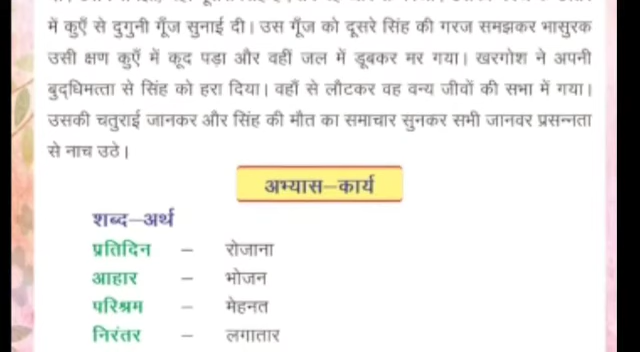 में कुएँ से दुगुनी गूँज सुनाई दी। उस गूँज को दूसरे सिंह की गरज समझकर भासुरक
उसी क्षण कुएँ में कूद पड़ा और वहीं जल में डूबकर मर गया। खरगोश ने अपनी
बुद्धिमत्ता से सिंह को हरा दिया। वहाँ से लौटकर वह वन्य जीवों की सभा में गया।
उसकी चतुराई जानकर और सिंह की मौत का समाचार सुनकर सभी जानवर प्रसन्नता
से नाच उठे।
अभ्यास–कार्य
शब्द–अर्थ
प्रतिदिन – रोजाना
आहार – भोजन
परिश्रम – मेहनत
निरंतर – लगातार